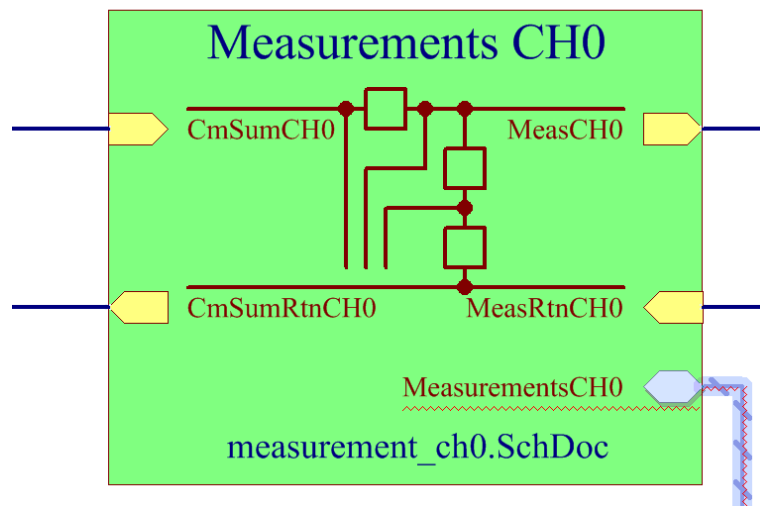 Measurements CH0
CmSumCH0 MeasCH0
CmSumRtnCH0 MeasRtnCH0
MeasurementsCH0
measurement_ch0.SchDoc